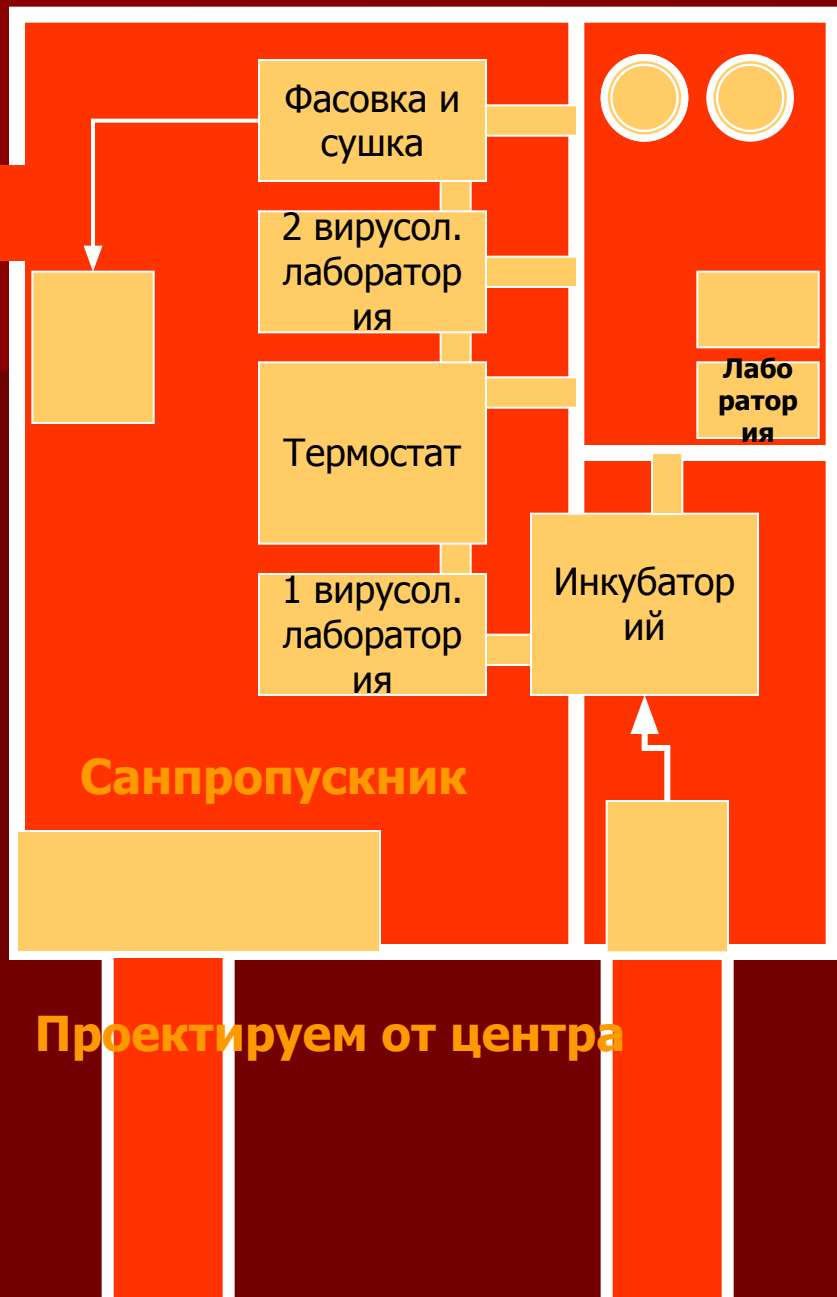 Фасовка и
сушка
2 вирусол.
лаборатор
ия
Лабо
ратор
ия
Термостат
1 вирусол.
лаборатор
ия
Инкубатор
ий
Санпропускник
Проектируем от центра